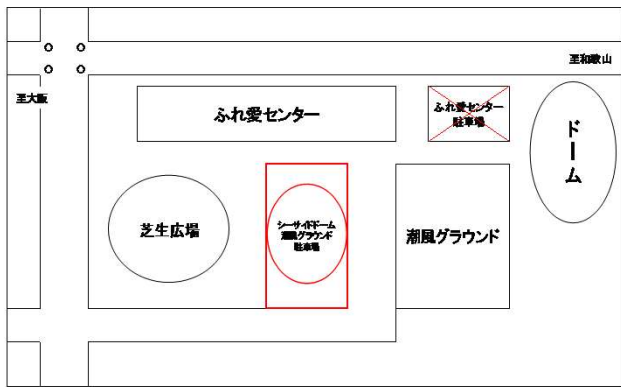 至和歌山
至大阪
ふれ愛センター
ふれ愛センター
駐車場
ドーム
芝生広場
シーサイドドーム
潮風グラウンド
駐車場
潮風グラウンド